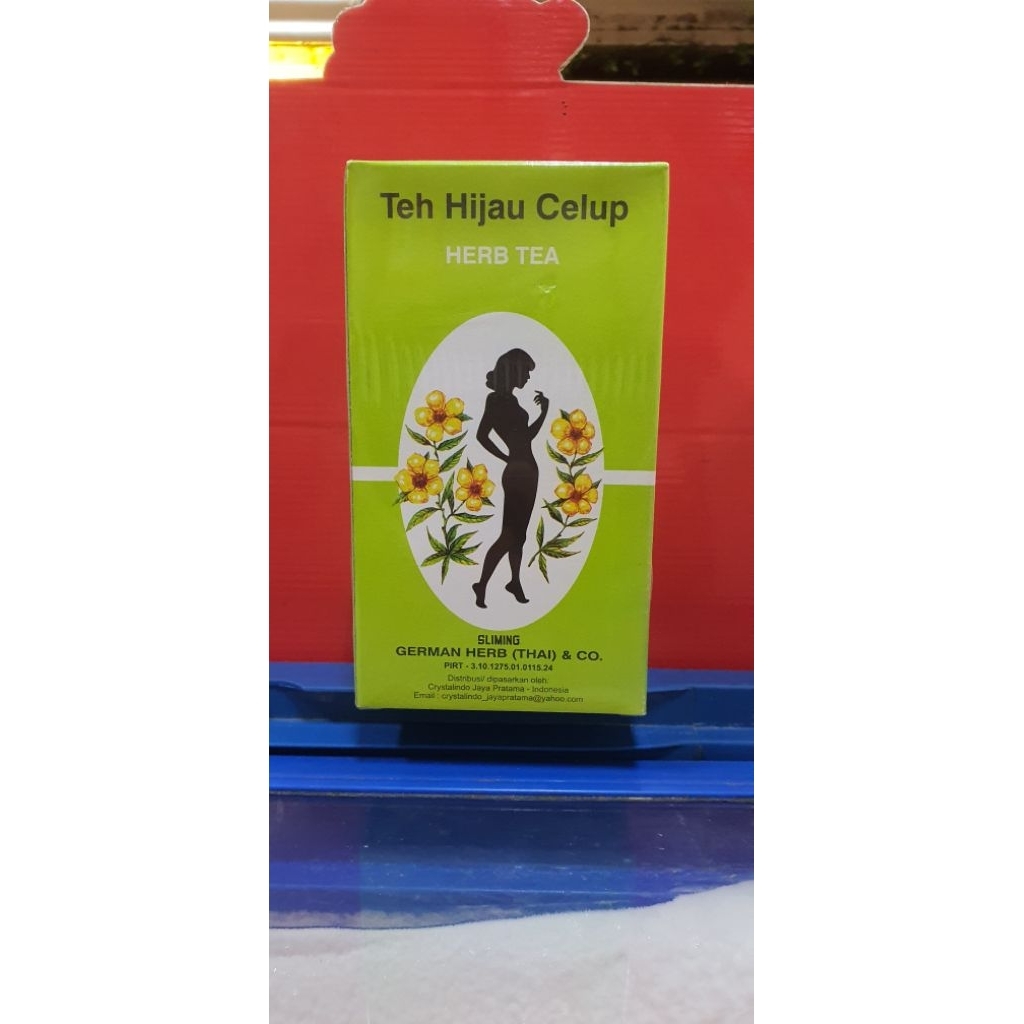 Teh Hijau Celup
HERB TEA
SLIMING
GERMAN HERB (THAI) & CO.
PIRT - 3.10.1275.01.0115.24
Distribusi/ dipasarkan oleh:
Crystalindo Jaya Pratama - Indonesia
Email : crystalindo_jayapratama@yahoo.com